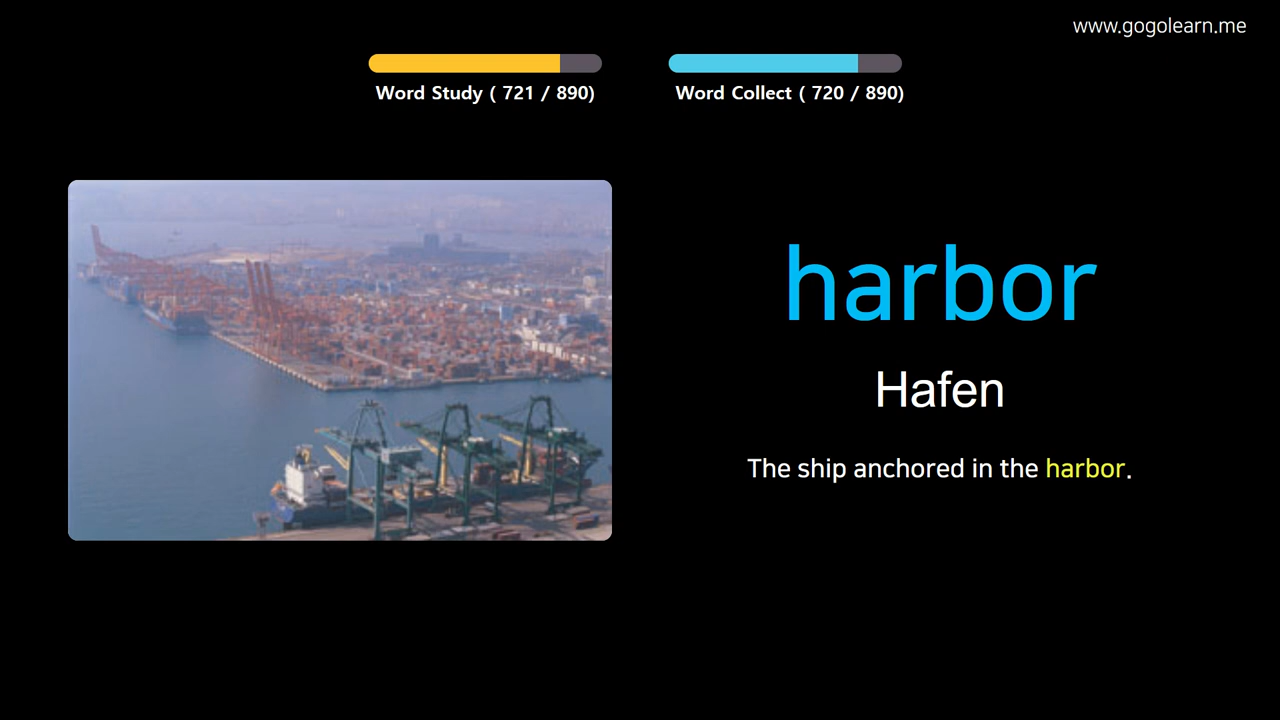 www.gogolearn.me
Word Study ( 721 / 890)
Word Collect ( 720 / 890)
harbor
Hafen
The ship anchored in the harbor.